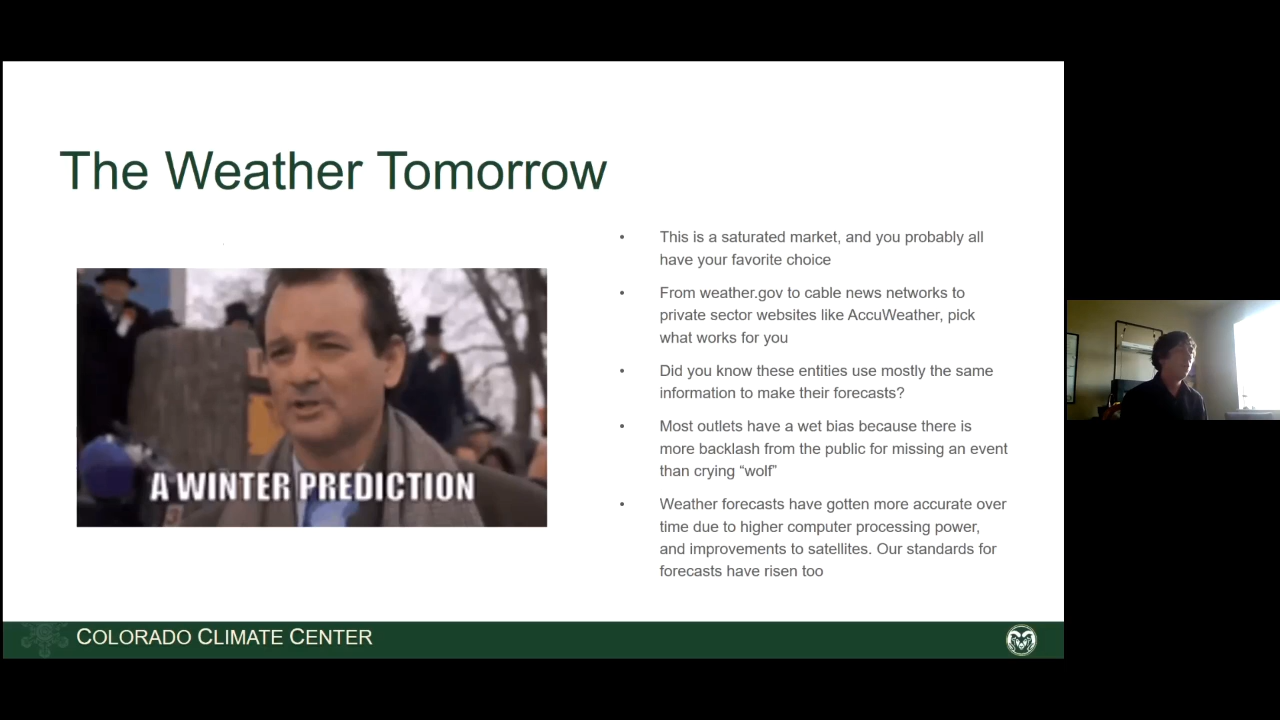 The Weather Tomorrow
A WINTER PREDICTION
• This is a saturated market, and you probably all
have your favorite choice
• From weather.gov to cable news networks to
private sector websites like AccuWeather, pick
what works for you
• Did you know these entities use mostly the same
information to make their forecasts?
• Most outlets have a wet bias because there is
more backlash from the public for missing an event
than crying “wolf”
• Weather forecasts have gotten more accurate over
time due to higher computer processing power,
and improvements to satellites. Our standards for
forecasts have risen too
COLORADO CLIMATE CENTER